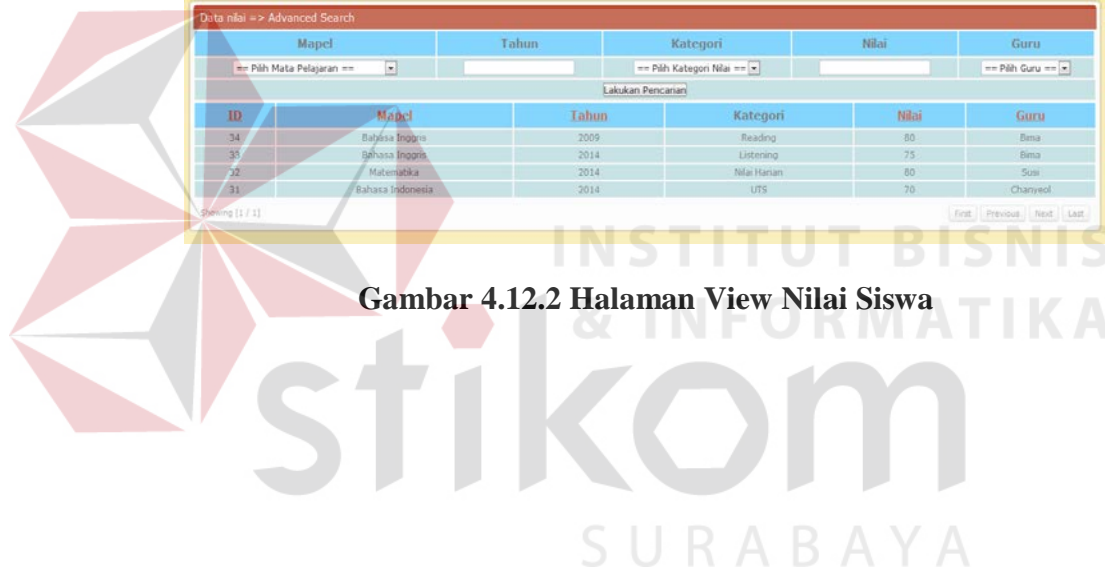 Data nilai => Advanced Search
Mapel Tahun Kategori Nilai Guru
== Pilih Mata Pelajaran == == Pilih Kategori Nilai == == Pilih Guru ==
Lakukan Pencarian
ID Mapel Tahun Kategori Nilai Guru
34 Bahasa Inggris 2009 Reading 80 Bima
33 Bahasa Inggris 2014 Listening 75 Bima
32 Matematika 2014 Nilai Harian 80 Susi
31 Bahasa Indonesia 2014 UTS 70 Chanyeol
Showing [1 / 1] First Previous Next Last
INSTITUT BISNIS
Gambar 4.12.2 Halaman View Nilai Siswa
& INFORMATIKA
stikom
SURABAYA